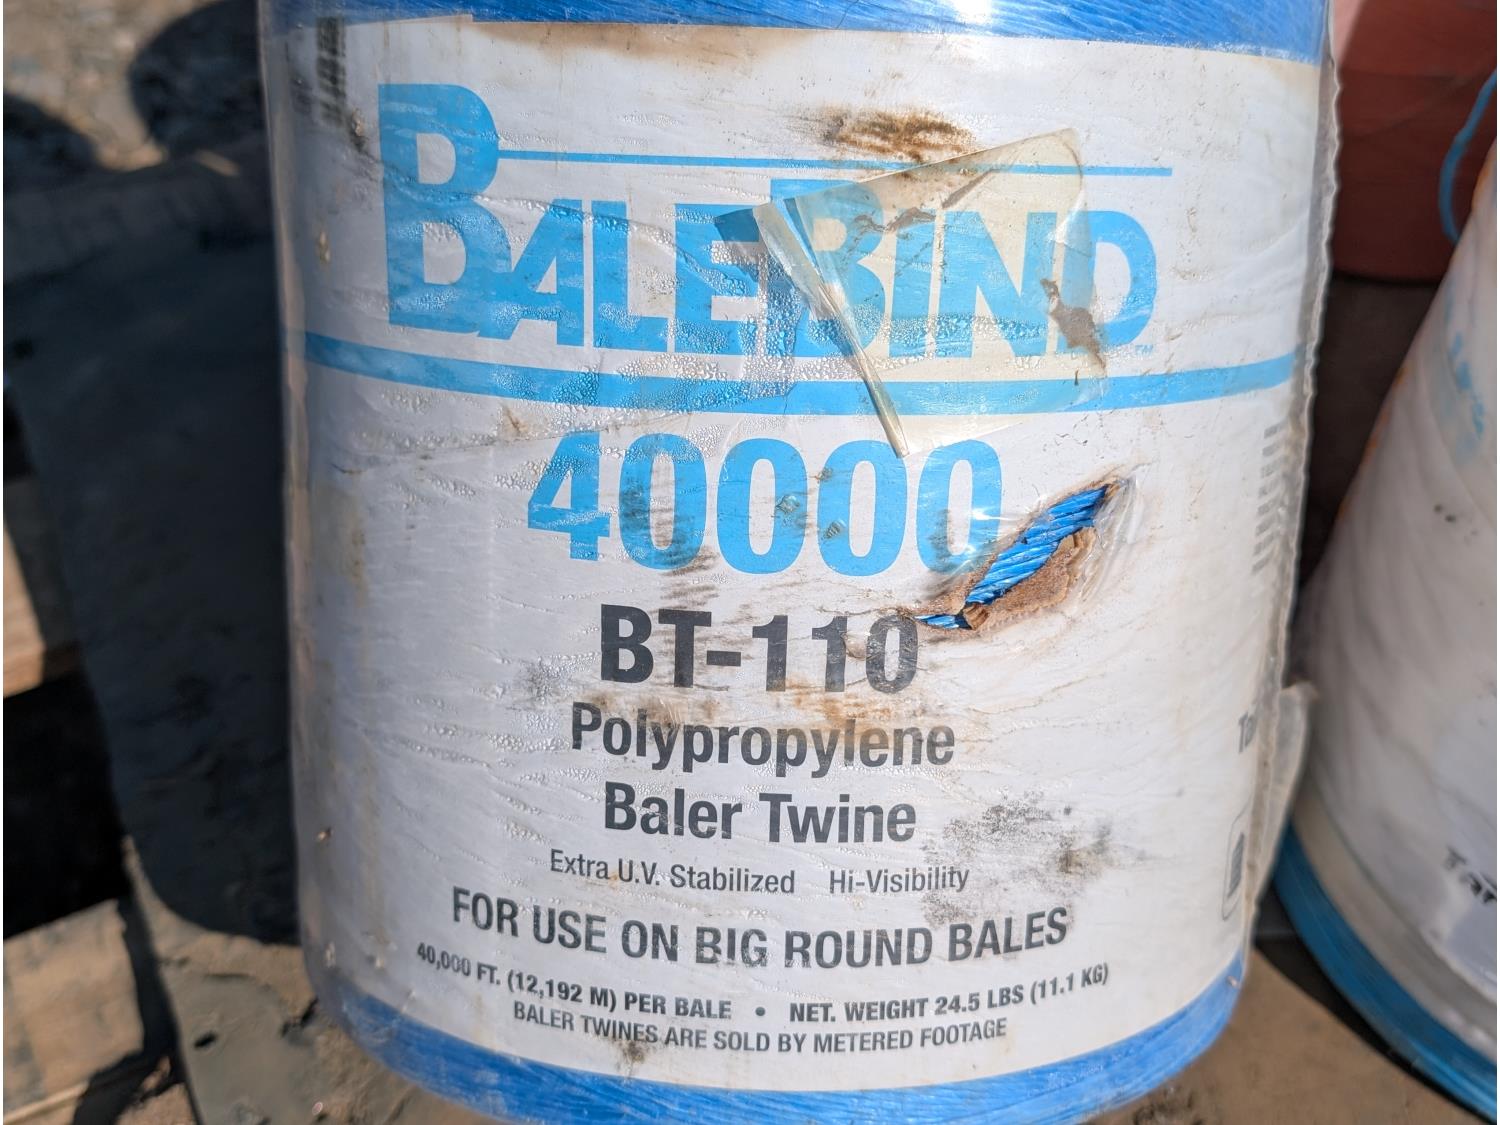 BALEBIND™
40000
BT-110
Polypropylene
Baler Twine
Extra U.V. Stabilized Hi-Visibility
FOR USE ON BIG ROUND BALES
40,000 FT. (12,192 M) PER BALE • NET. WEIGHT 24.5 LBS (11.1 KG)
BALER TWINES ARE SOLD BY METERED FOOTAGE